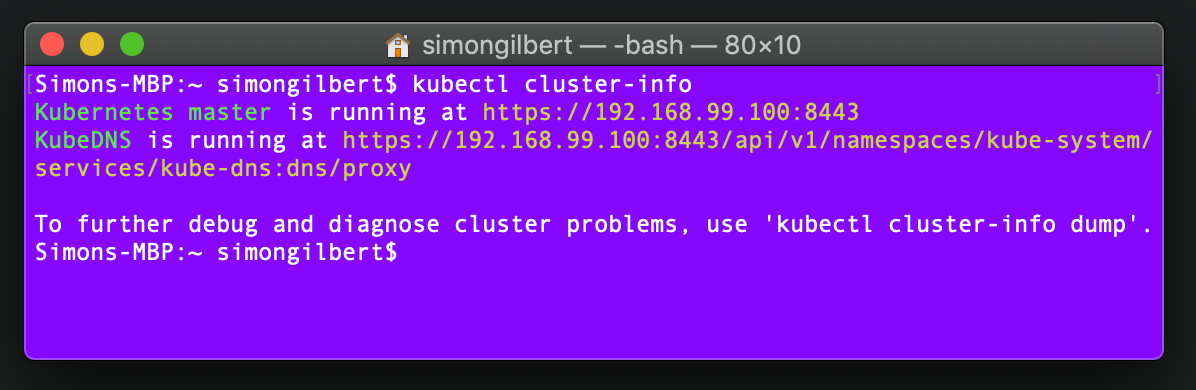 simongilbert — -bash — 80×10
[Simons-MBP:~ simongilbert$ kubectl cluster-info ]
Kubernetes master is running at https://192.168.99.100:8443
KubeDNS is running at https://192.168.99.100:8443/api/v1/namespaces/kube-system/
services/kube-dns:dns/proxy
To further debug and diagnose cluster problems, use 'kubectl cluster-info dump'.
Simons-MBP:~ simongilbert$